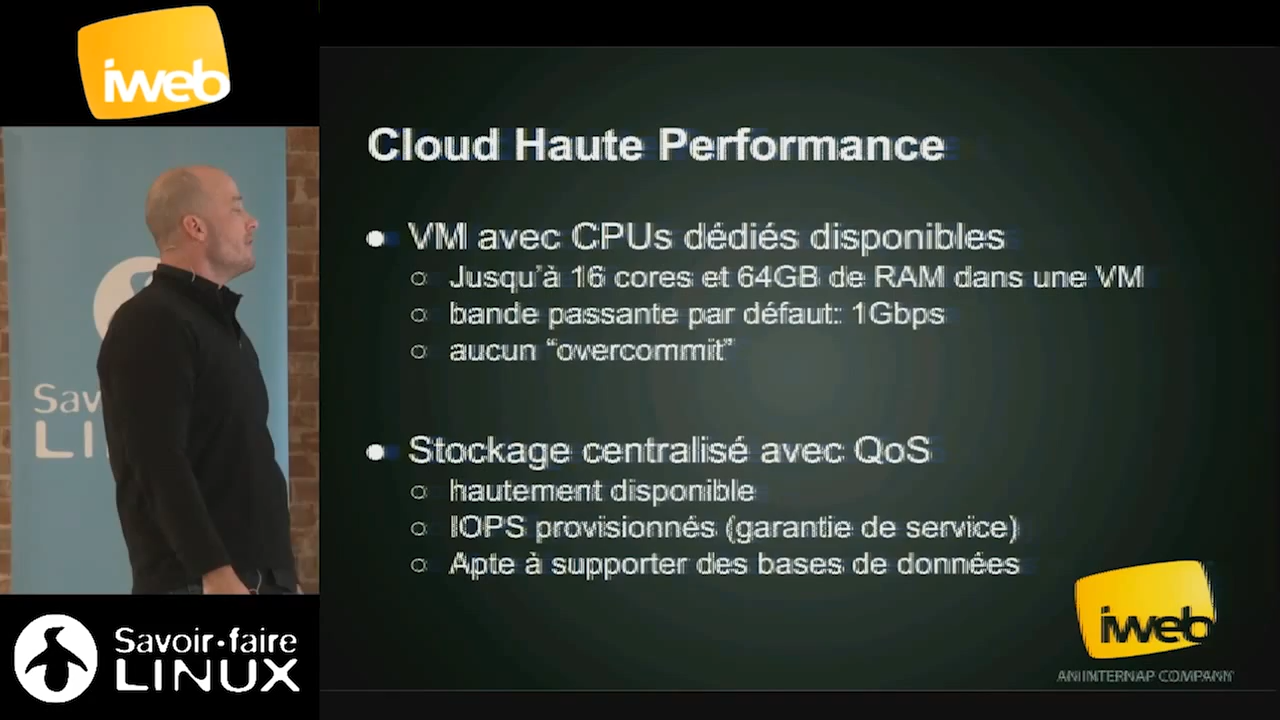 iweb
Cloud Haute Performance
● VM avec CPUs dédiés disponibles
○ Jusqu'à 16 cores et 64GB de RAM dans une VM
○ bande passante par défaut: 1Gbps
○ aucun “overcommit”
● Stockage centralisé avec QoS
○ hautement disponible
○ IOPS provisionnés (garantie de service)
○ Apte à supporter des bases de données
iweb
AN INTERNAP COMPANY
Sav
LI
Savoir-faire
LINUX